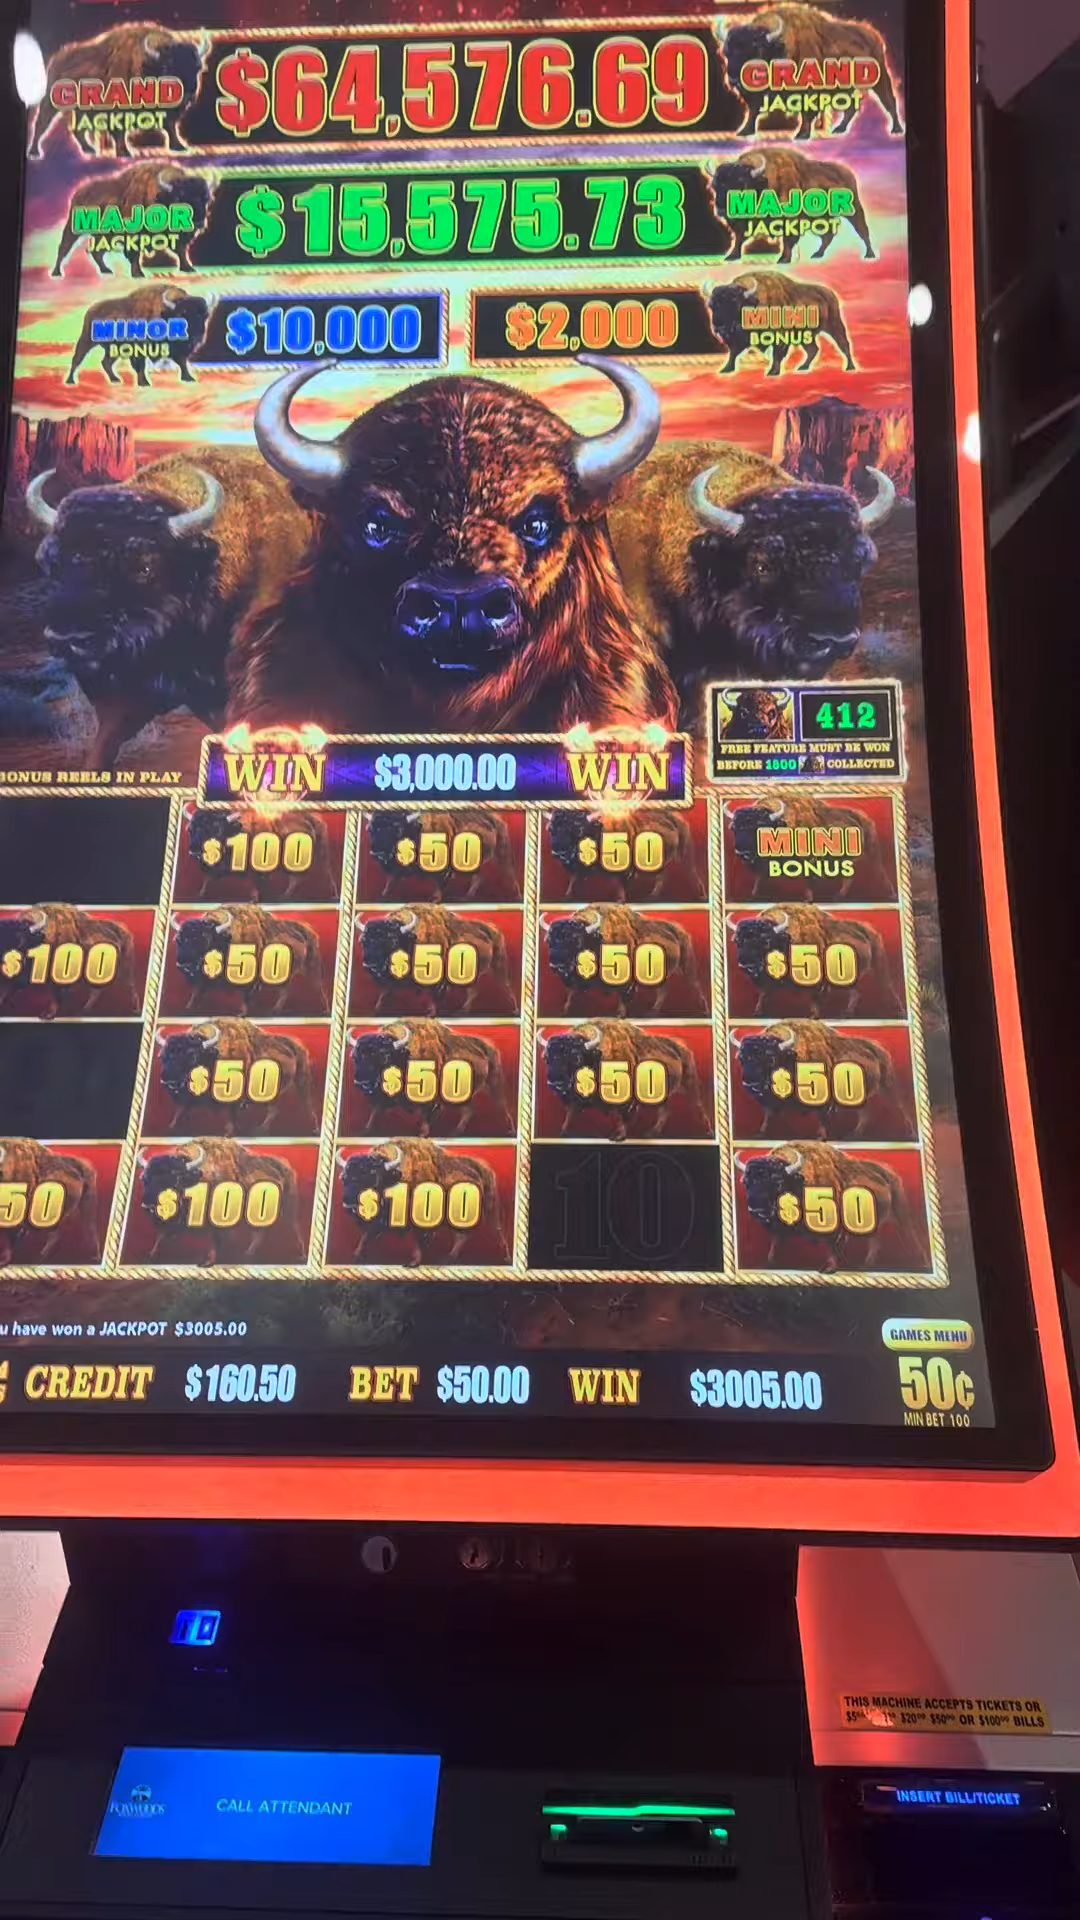 GRAND JACKPOT $64,576.69 GRAND JACKPOT
MAJOR JACKPOT $15,575.73 MAJOR JACKPOT
MINOR BONUS $10,000 $2,000 MINI BONUS
412
FREE FEATURE MUST BE WON
BEFORE 1800 COLLECTED
BONUS REELS IN PLAY
WIN $3,000.00 WIN
$100 $50 $50 MINI BONUS
$100 $50 $50 $50 $50
$50 $50 $50 $50
50 $100 $100 10 $50
u have won a JACKPOT $3005.00
GAMES MENU
CREDIT $160.50 BET $50.00 WIN $3005.00
50¢
MIN BET 100
THIS MACHINE ACCEPTS TICKETS OR
$20 $50 OR $100 BILLS
FOXWOODS
CALL ATTENDANT
INSERT BILL/TICKET